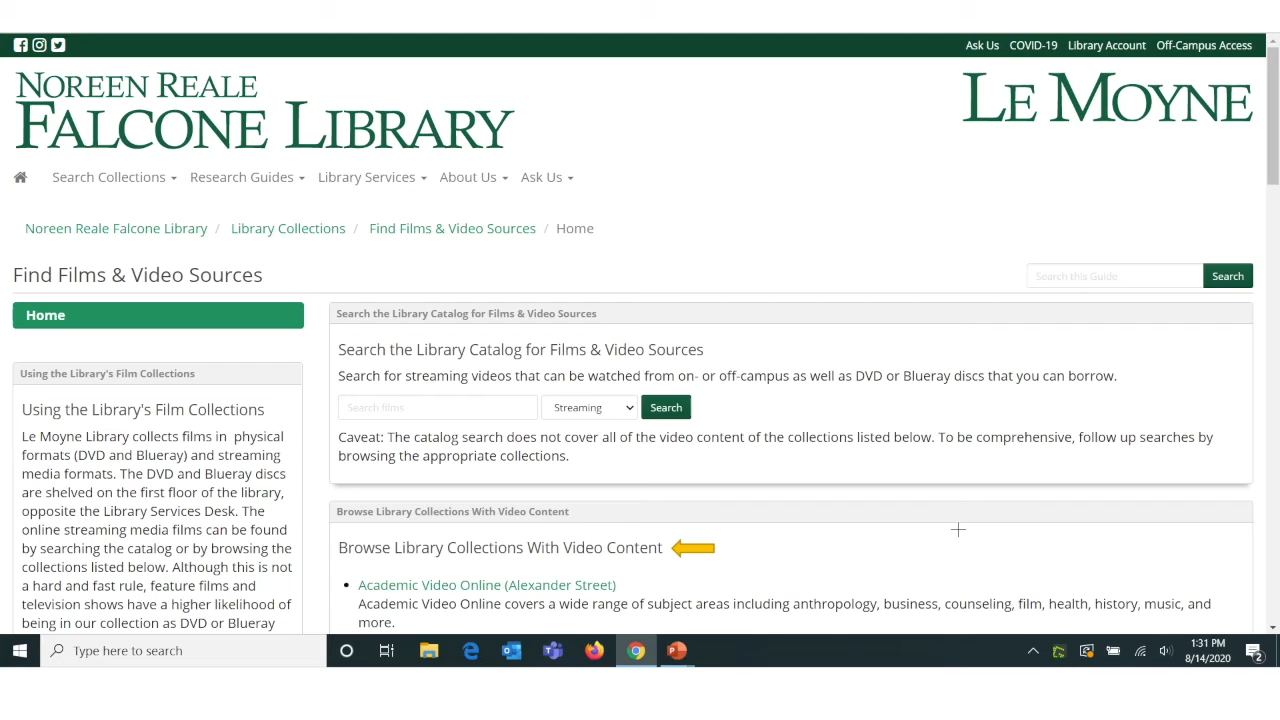 Ask Us COVID-19 Library Account Off-Campus Access
NOREEN REALE
FALCONE LIBRARY
LE MOYNE
Search Collections Research Guides Library Services About Us Ask Us
Noreen Reale Falcone Library / Library Collections / Find Films & Video Sources / Home
Find Films & Video Sources
Search this Guide Search
Home
Using the Library's Film Collections
Using the Library's Film Collections
Le Moyne Library collects films in physical
formats (DVD and Blueray) and streaming
media formats. The DVD and Blueray discs
are shelved on the first floor of the library,
opposite the Library Services Desk. The
online streaming media films can be found
by searching the catalog or by browsing the
collections listed below. Although this is not
a hard and fast rule, feature films and
television shows have a higher likelihood of
being in our collection as DVD or Blueray
Search the Library Catalog for Films & Video Sources
Search the Library Catalog for Films & Video Sources
Search for streaming videos that can be watched from on- or off-campus as well as DVD or Blueray discs that you can borrow.
Search films Streaming Search
Caveat: The catalog search does not cover all of the video content of the collections listed below. To be comprehensive, follow up searches by
browsing the appropriate collections.
Browse Library Collections With Video Content
Browse Library Collections With Video Content
Academic Video Online (Alexander Street)
Academic Video Online covers a wide range of subject areas including anthropology, business, counseling, film, health, history, music, and
more.
Type here to search
1:31 PM
8/14/2020
2